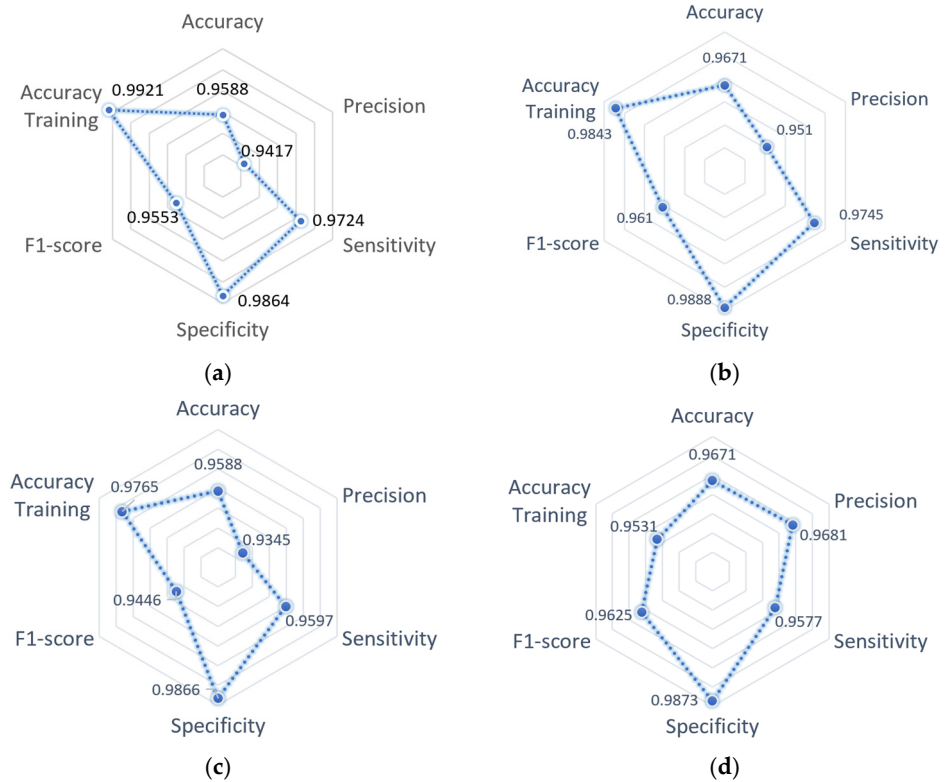 Accuracy
0.9588
Precision
0.9417
0.9724
Sensitivity
0.9864
Specificity
0.9553
F1-score
0.9921
Accuracy
Training
(a)
Accuracy
0.9671
Precision
0.951
0.9745
Sensitivity
0.9888
Specificity
0.961
F1-score
Accuracy
Training
0.9843
(b)
Accuracy
0.9588
Precision
0.9345
0.9597
Sensitivity
0.9866
Specificity
0.9446
F1-score
Accuracy
Training
0.9765
(c)
Accuracy
0.9671
Precision
0.9681
0.9577
Sensitivity
0.9873
Specificity
0.9625
F1-score
Accuracy
Training
0.9531
(d)